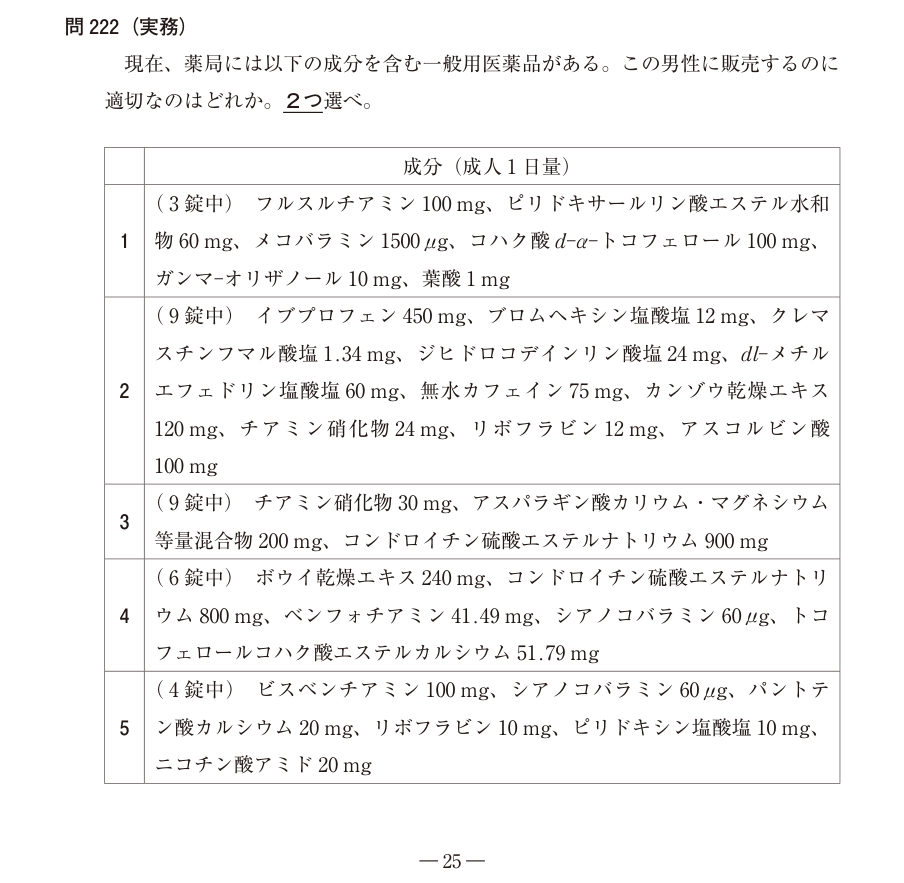 問 222（実務）
現在、薬局には以下の成分を含む一般用医薬品がある。この男性に販売するのに
適切なのはどれか。２つ選べ。
成分（成人１日量）
1
（３錠中）　フルスルチアミン 100 mg、ピリドキサールリン酸エステル水和
物 60 mg、メコバラミン 1500 μg、コハク酸 d-α-トコフェロール 100 mg、
ガンマ-オリザノール 10 mg、葉酸 1 mg
2
（９錠中）　イブプロフェン 450 mg、ブロムヘキシン塩酸塩 12 mg、クレマ
スチンフマル酸塩 1.34 mg、ジヒドロコデインリン酸塩 24 mg、dl-メチル
エフェドリン塩酸塩 60 mg、無水カフェイン 75 mg、カンゾウ乾燥エキス
120 mg、チアミン硝化物 24 mg、リボフラビン 12 mg、アスコルビン酸
100 mg
3
（９錠中）　チアミン硝化物 30 mg、アスパラギン酸カリウム・マグネシウム
等量混合物 200 mg、コンドロイチン硫酸エステルナトリウム 900 mg
4
（６錠中）　ボウイ乾燥エキス 240 mg、コンドロイチン硫酸エステルナトリ
ウム 800 mg、ベンフォチアミン 41.49 mg、シアノコバラミン 60 μg、トコ
フェロールコハク酸エステルカルシウム 51.79 mg
5
（４錠中）　ビスベンチアミン 100 mg、シアノコバラミン 60 μg、パントテ
ン酸カルシウム 20 mg、リボフラビン 10 mg、ピリドキシン塩酸塩 10 mg、
ニコチン酸アミド 20 mg
― 25 ―